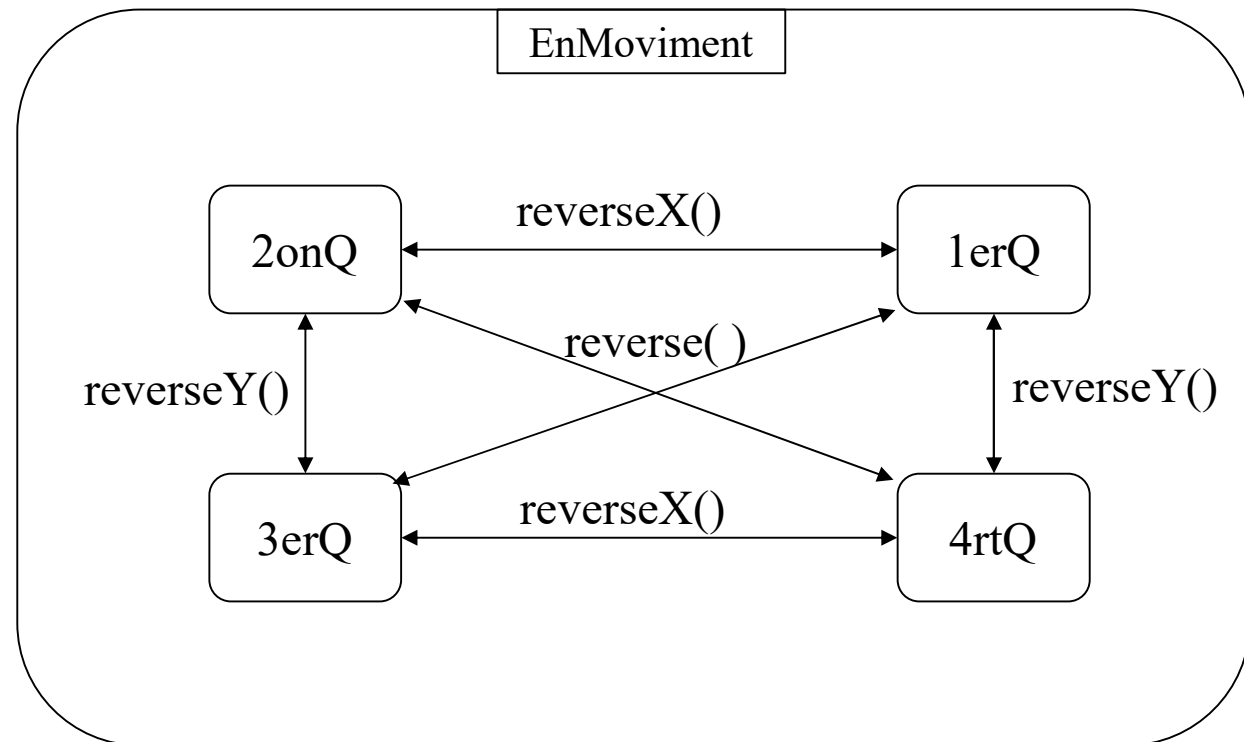 EnMoviment
reverseX()
2onQ
1erQ
reverse( )
reverseY()
reverseY()
reverseX()
3erQ
4rtQ